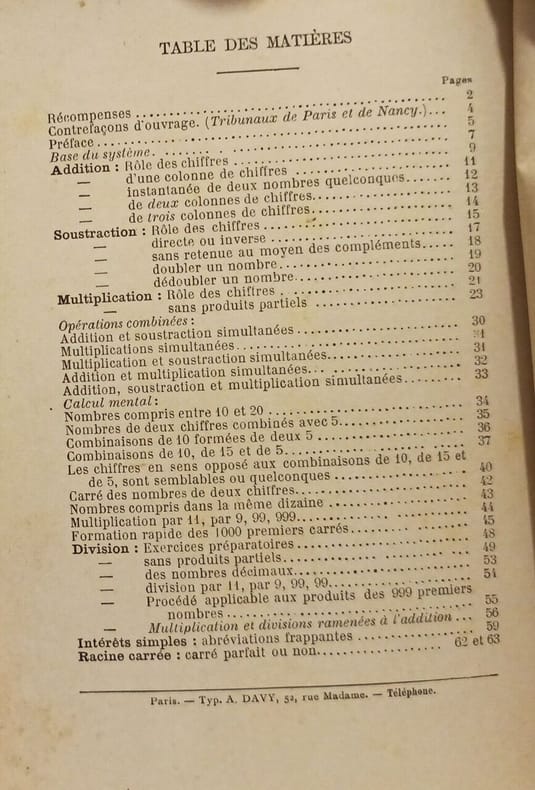 TABLE DES MATIÈRES
Pages
Récompenses 2
Contrefaçons d'ouvrage. (Tribunaux de Paris et de Nancy.) 4
Préface 5
Base du système 7
Addition : Rôle des chiffres 9
— d'une colonne de chiffres 11
— instantanée de deux nombres quelconques 12
— de deux colonnes de chiffres 13
— de trois colonnes de chiffres 14
Soustraction : Rôle des chiffres 15
— directe ou inverse 17
— sans retenue au moyen des compléments 18
— doubler un nombre 19
— dédoubler un nombre 20
Multiplication : Rôle des chiffres 21
— sans produits partiels 23
Opérations combinées :
Addition et soustraction simultanées 30
Multiplications simultanées
Multiplication et soustraction simultanées 31
Addition et multiplication simultanées 32
Addition, soustraction et multiplication simultanées 33
Calcul mental :
Nombres compris entre 10 et 20 34
Nombres de deux chiffres combinés avec 5 35
Combinaisons de 10 formées de deux 5 36
Combinaisons de 10, de 15 et de 5 37
Les chiffres en sens opposé aux combinaisons de 10, de 15 et
de 5, sont semblables ou quelconques 40
Carré des nombres de deux chiffres 42
Nombres compris dans la même dizaine 43
Multiplication par 11, par 9, 99, 999 44
Formation rapide des 1000 premiers carrés 45
Division : Exercices préparatoires 48
— sans produits partiels 49
— des nombres décimaux 53
— division par 11, par 9, 99, 99 54
— Procédé applicable aux produits des 999 premiers
nombres 55
— Multiplication et divisions ramenées à l'addition 56
Intérêts simples : abréviations frappantes 59
Racine carrée : carré parfait ou non 62 et 63
Paris. — Typ. A. DAVY, 52, rue Madame. — Téléphone.